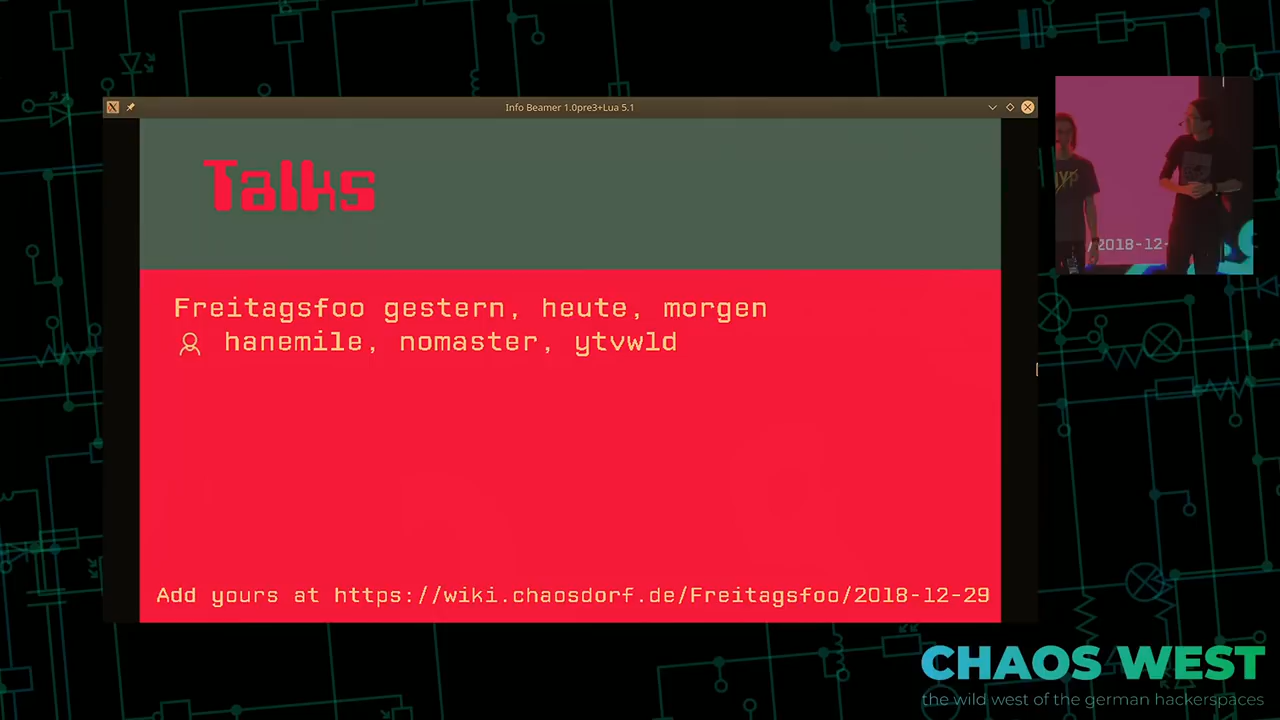 Info Beamer 1.0pre3+Lua 5.1
Talks
Freitagsfoo gestern, heute, morgen
hanemile, nomaster, ytvwld
Add yours at https://wiki.chaosdorf.de/Freitagsfoo/2018-12-29
/2018-12-
CHAOS WEST
the wild west of the german hackerspaces